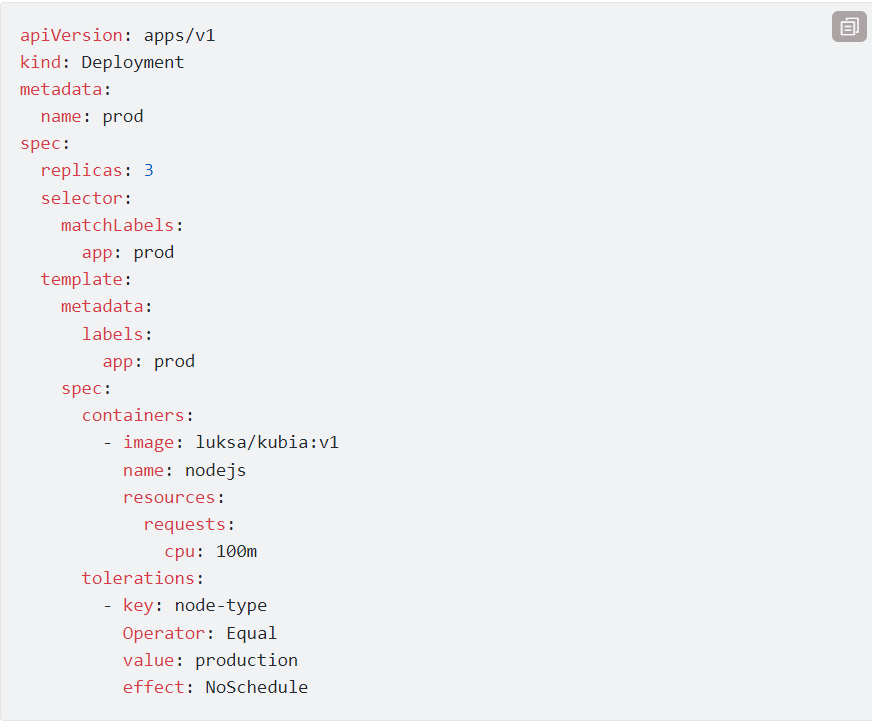 apiVersion: apps/v1
kind: Deployment
metadata:
  name: prod
spec:
  replicas: 3
  selector:
    matchLabels:
      app: prod
  template:
    metadata:
      labels:
        app: prod
    spec:
      containers:
        - image: luksa/kubia:v1
          name: nodejs
          resources:
            requests:
              cpu: 100m
      tolerations:
        - key: node-type
          Operator: Equal
          value: production
          effect: NoSchedule